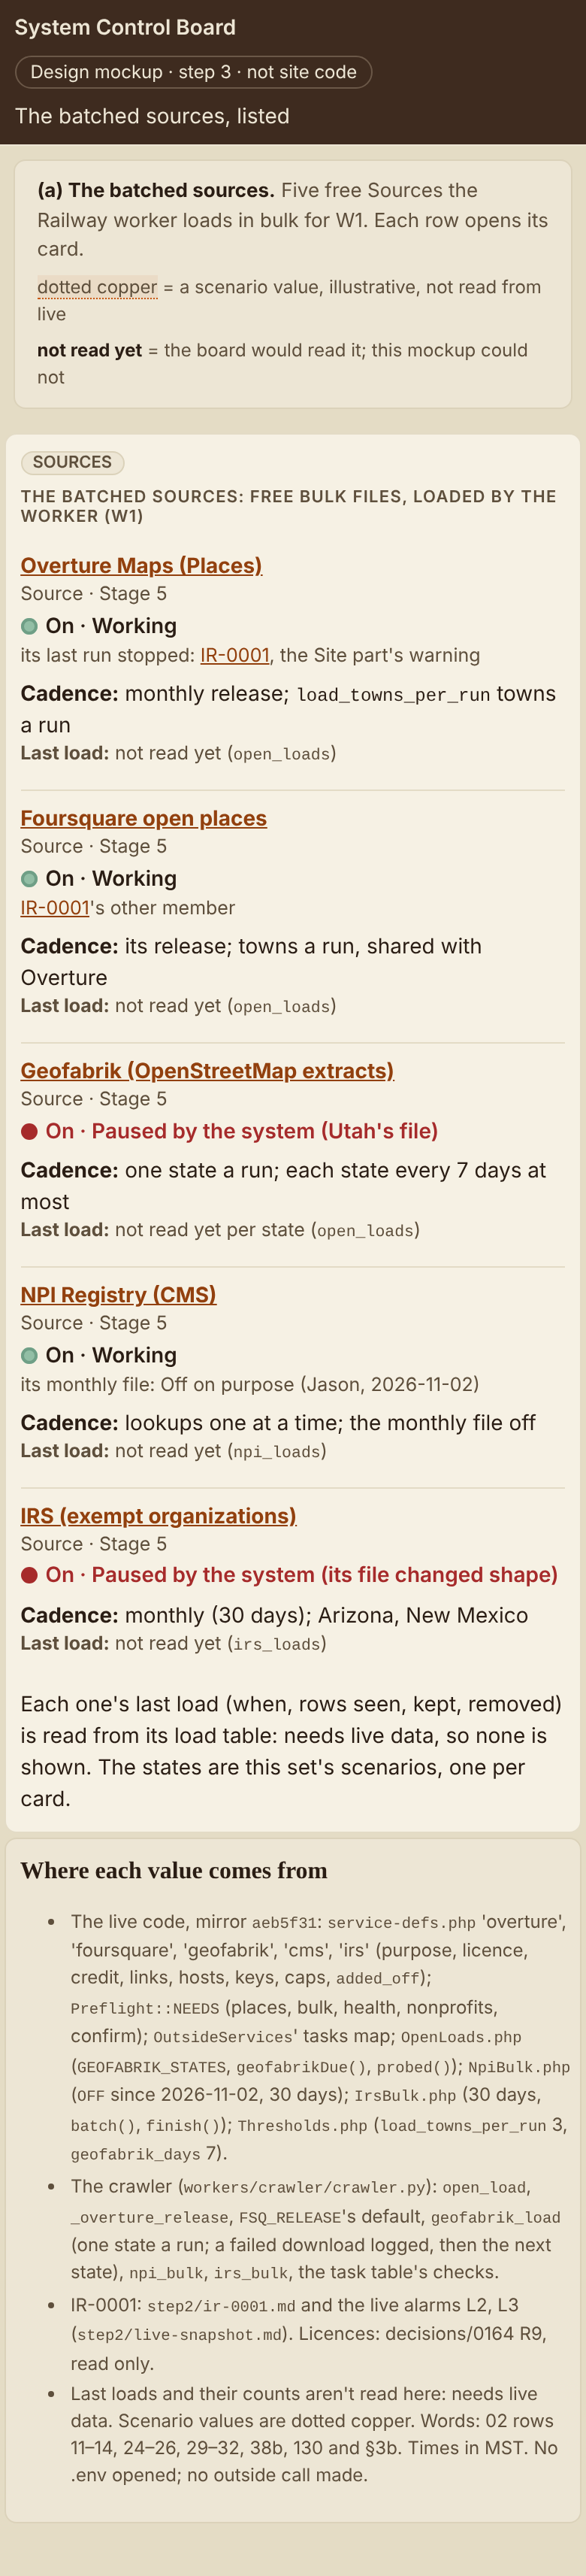 System Control Board
Design mockup · step 3 · not site code
The batched sources, listed
(a) The batched sources. Five free Sources the
Railway worker loads in bulk for W1. Each row opens its
card.
dotted copper = a scenario value, illustrative, not read from
live
not read yet = the board would read it; this mockup could
not
SOURCES
THE BATCHED SOURCES: FREE BULK FILES, LOADED BY THE
WORKER (W1)
Overture Maps (Places)
Source · Stage 5
On · Working
its last run stopped: IR-0001, the Site part's warning
Cadence: monthly release; load_towns_per_run towns
a run
Last load: not read yet (open_loads)
Foursquare open places
Source · Stage 5
On · Working
IR-0001's other member
Cadence: its release; towns a run, shared with
Overture
Last load: not read yet (open_loads)
Geofabrik (OpenStreetMap extracts)
Source · Stage 5
On · Paused by the system (Utah's file)
Cadence: one state a run; each state every 7 days at
most
Last load: not read yet per state (open_loads)
NPI Registry (CMS)
Source · Stage 5
On · Working
its monthly file: Off on purpose (Jason, 2026-11-02)
Cadence: lookups one at a time; the monthly file off
Last load: not read yet (npi_loads)
IRS (exempt organizations)
Source · Stage 5
On · Paused by the system (its file changed shape)
Cadence: monthly (30 days); Arizona, New Mexico
Last load: not read yet (irs_loads)
Each one's last load (when, rows seen, kept, removed)
is read from its load table: needs live data, so none is
shown. The states are this set's scenarios, one per
card.
Where each value comes from
• The live code, mirror aeb5f31: service-defs.php 'overture',
'foursquare', 'geofabrik', 'cms', 'irs' (purpose, licence,
credit, links, hosts, keys, caps, added_off);
Preflight::NEEDS (places, bulk, health, nonprofits,
confirm); OutsideServices' tasks map; OpenLoads.php
(GEOFABRIK_STATES, geofabrikDue(), probed()); NpiBulk.php
(OFF since 2026-11-02, 30 days); IrsBulk.php (30 days,
batch(), finish()); Thresholds.php (load_towns_per_run 3,
geofabrik_days 7).
• The crawler (workers/crawler/crawler.py): open_load,
_overture_release, FSQ_RELEASE's default, geofabrik_load
(one state a run; a failed download logged, then the next
state), npi_bulk, irs_bulk, the task table's checks.
• IR-0001: step2/ir-0001.md and the live alarms L2, L3
(step2/live-snapshot.md). Licences: decisions/0164 R9,
read only.
• Last loads and their counts aren't read here: needs live
data. Scenario values are dotted copper. Words: 02 rows
11–14, 24–26, 29–32, 38b, 130 and §3b. Times in MST. No
.env opened; no outside call made.